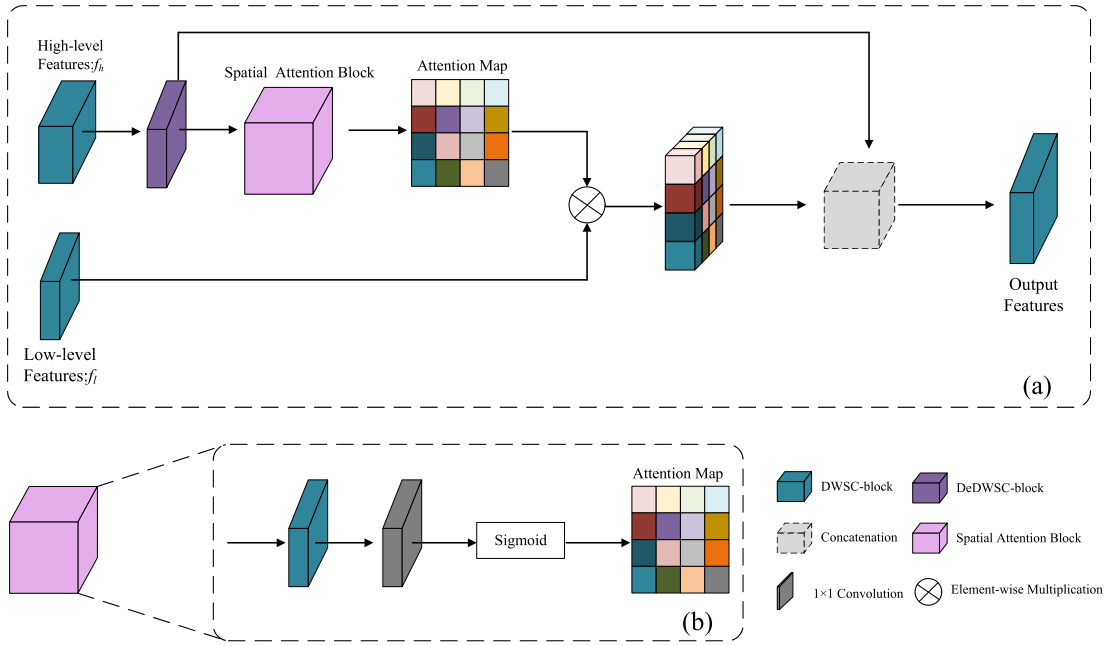 High-level
Features:fh
Spatial Attention Block
Attention Map
Low-level
Features:fl
Output
Features
(a)
Attention Map
Sigmoid
(b)
DWSC-block
DeDWSC-block
Concatenation
Spatial Attention Block
1×1 Convolution
Element-wise Multiplication